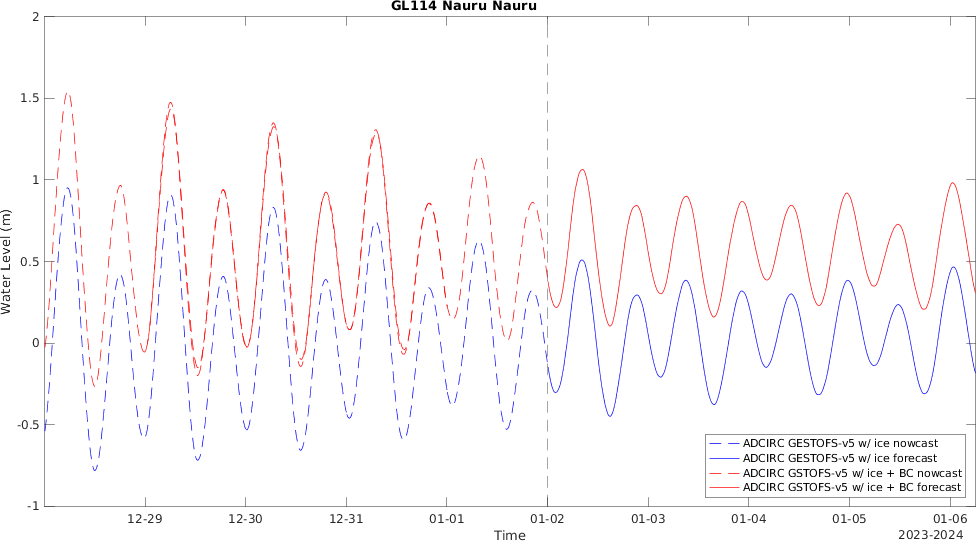 GL114 Nauru Nauru
2
1.5
1
0.5
0
-0.5
-1
Water Level (m)
12-29
12-30
12-31
01-01
01-02
01-03
01-04
01-05
01-06
Time
2023-2024
ADCIRC GESTOFS-v5 w/ ice nowcast
ADCIRC GESTOFS-v5 w/ ice forecast
ADCIRC GSTOFS-v5 w/ ice + BC nowcast
ADCIRC GSTOFS-v5 w/ ice + BC forecast